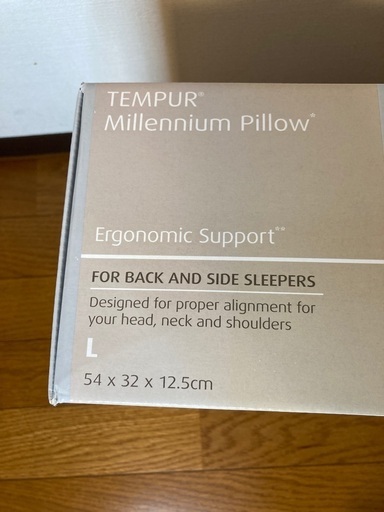 TEMPUR®
Millennium Pillow*
Ergonomic Support**
FOR BACK AND SIDE SLEEPERS
Designed for proper alignment for
your head, neck and shoulders
L
54 x 32 x 12.5cm